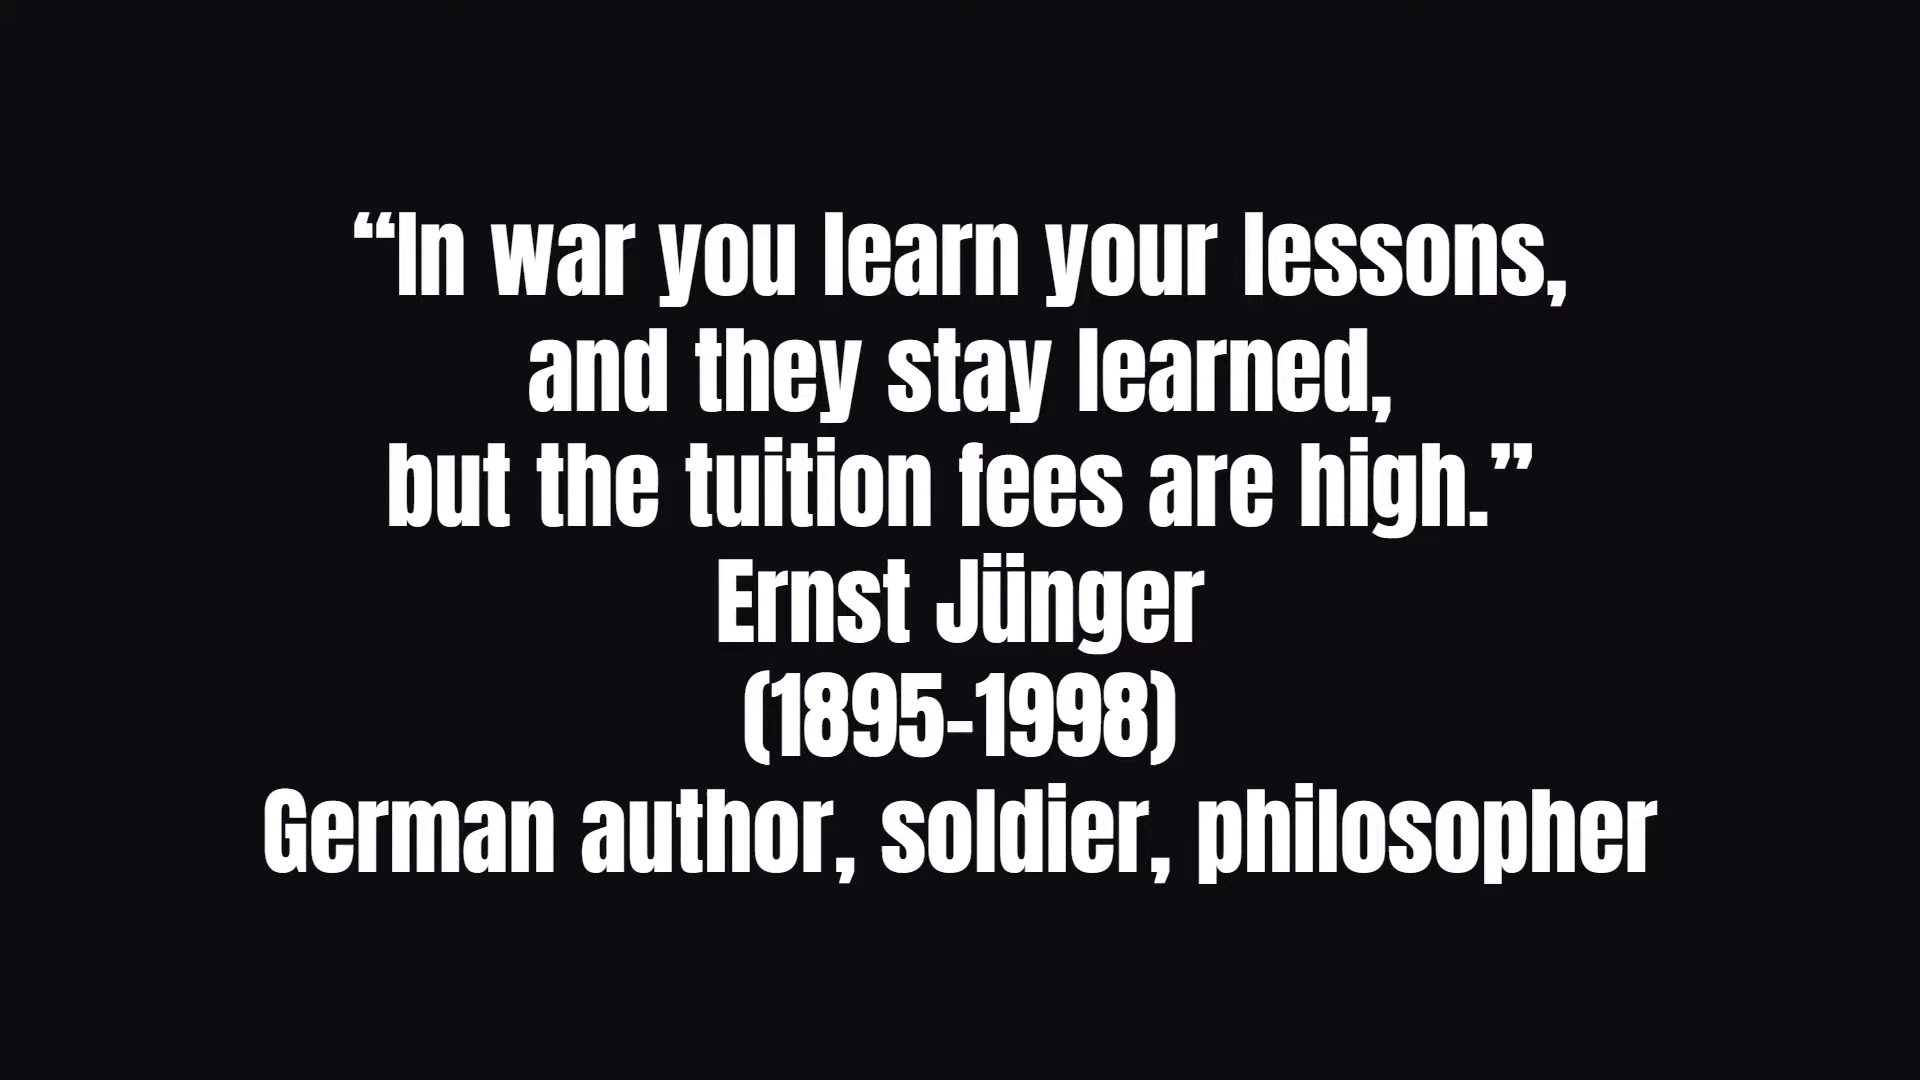 “In war you learn your lessons,
and they stay learned,
but the tuition fees are high.”
Ernst Jünger
(1895-1998)
German author, soldier, philosopher